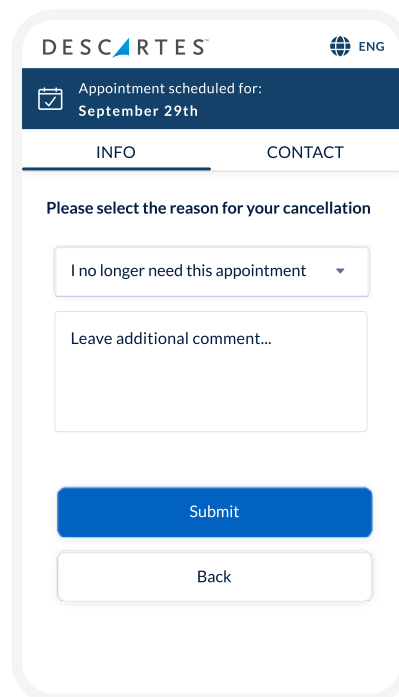 DESCARTES™
ENG
Appointment scheduled for:
September 29th
INFO
CONTACT
Please select the reason for your cancellation
I no longer need this appointment
Leave additional comment...
Submit
Back